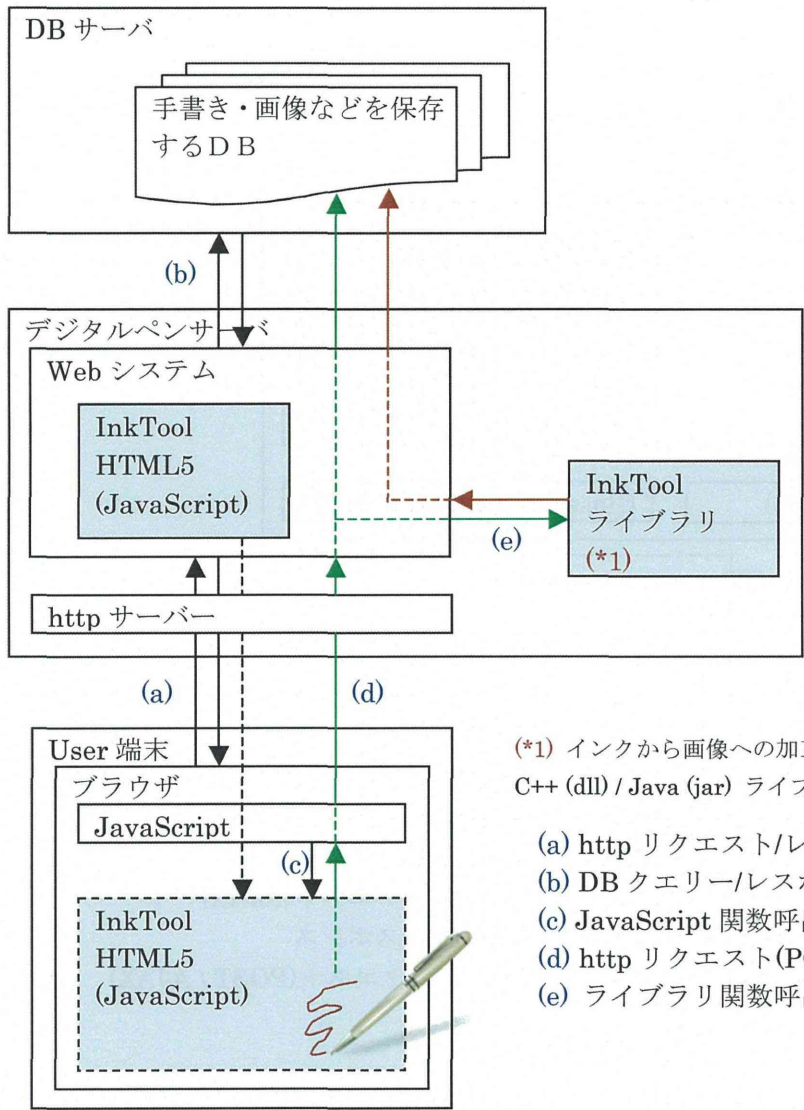 DB サーバ
手書き・画像などを保存
するＤＢ
(b)
デジタルペンサーバ
Web システム
InkTool
HTML5
(JavaScript)
InkTool
ライブラリ
(*1)
(e)
http サーバー
(a)
(d)
User 端末
ブラウザ
JavaScript
(c)
InkTool
HTML5
(JavaScript)
(*1) インクから画像への加
C++ (dll) / Java (jar) ライブ
(a) http リクエスト/レ
(b) DB クエリー/レスポ
(c) JavaScript 関数呼
(d) http リクエスト(P
(e) ライブラリ関数呼